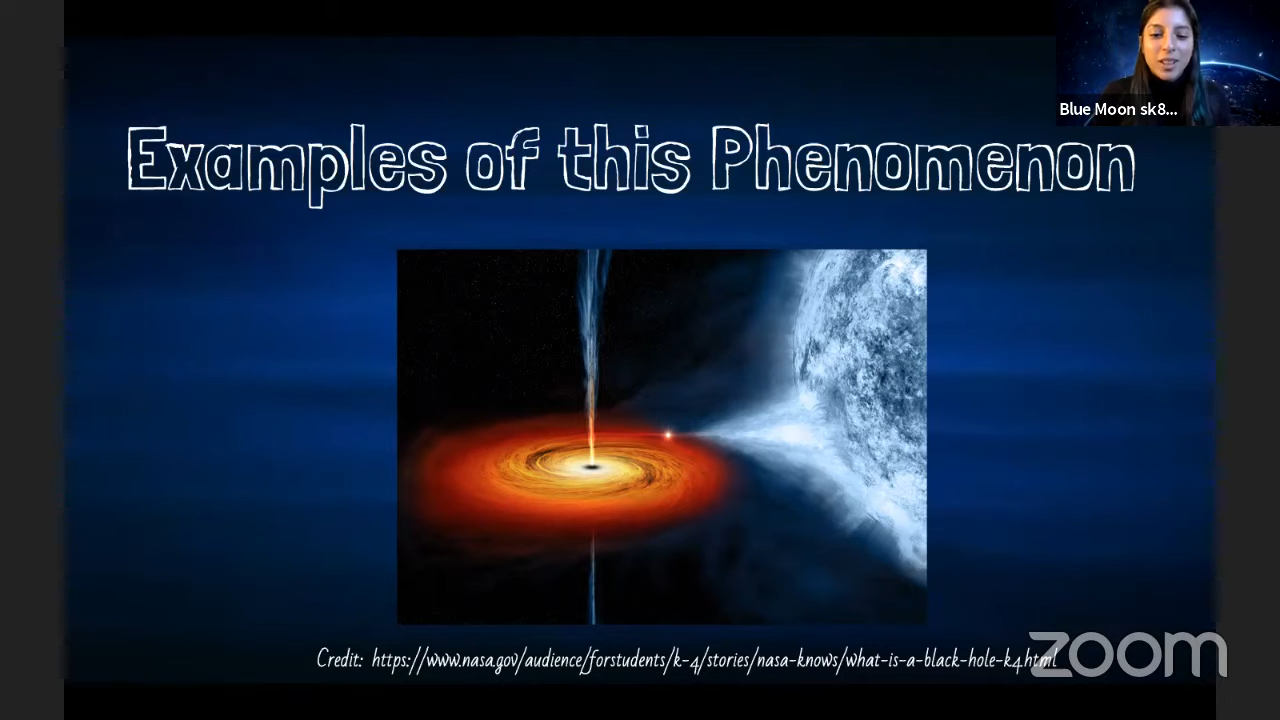 Blue Moon sk8...
Examples of this Phenomenon
Credit: https://www.nasa.gov/audience/forstudents/k-4/stories/nasa-knows/what-is-a-black-hole-k4.html
zoom